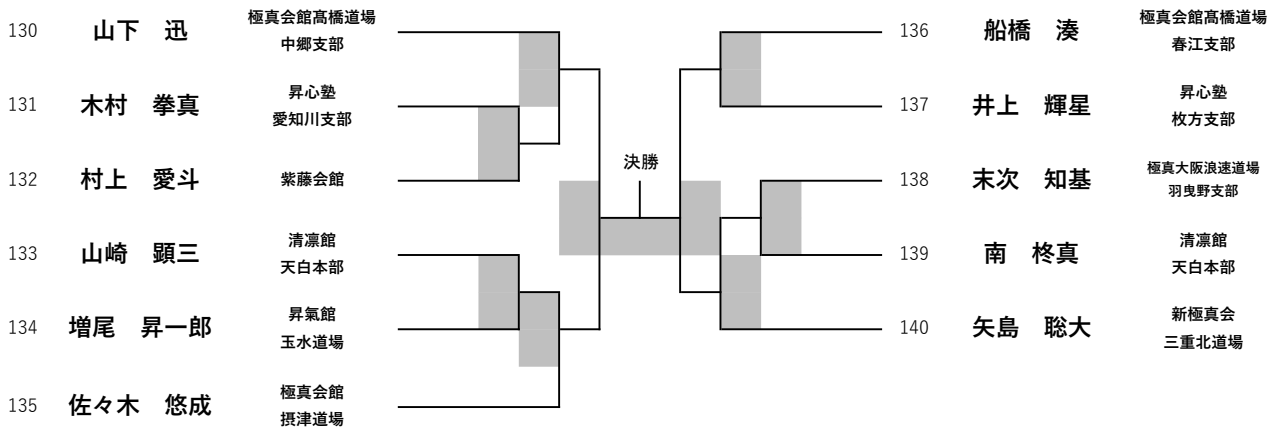 130 山下 迅 極真会館髙橋道場
中郷支部
131 木村 拳真 昇心塾
愛知川支部
132 村上 愛斗 紫藤会館
133 山崎 顕三 清凛館
天白本部
134 増尾 昇一郎 昇氣館
玉水道場
135 佐々木 悠成 極真会館
摂津道場
決勝
136 船橋 湊 極真会館髙橋道場
春江支部
137 井上 輝星 昇心塾
枚方支部
138 末次 知基 極真大阪浪速道場
羽曳野支部
139 南 柊真 清凛館
天白本部
140 矢島 聡大 新極真会
三重北道場